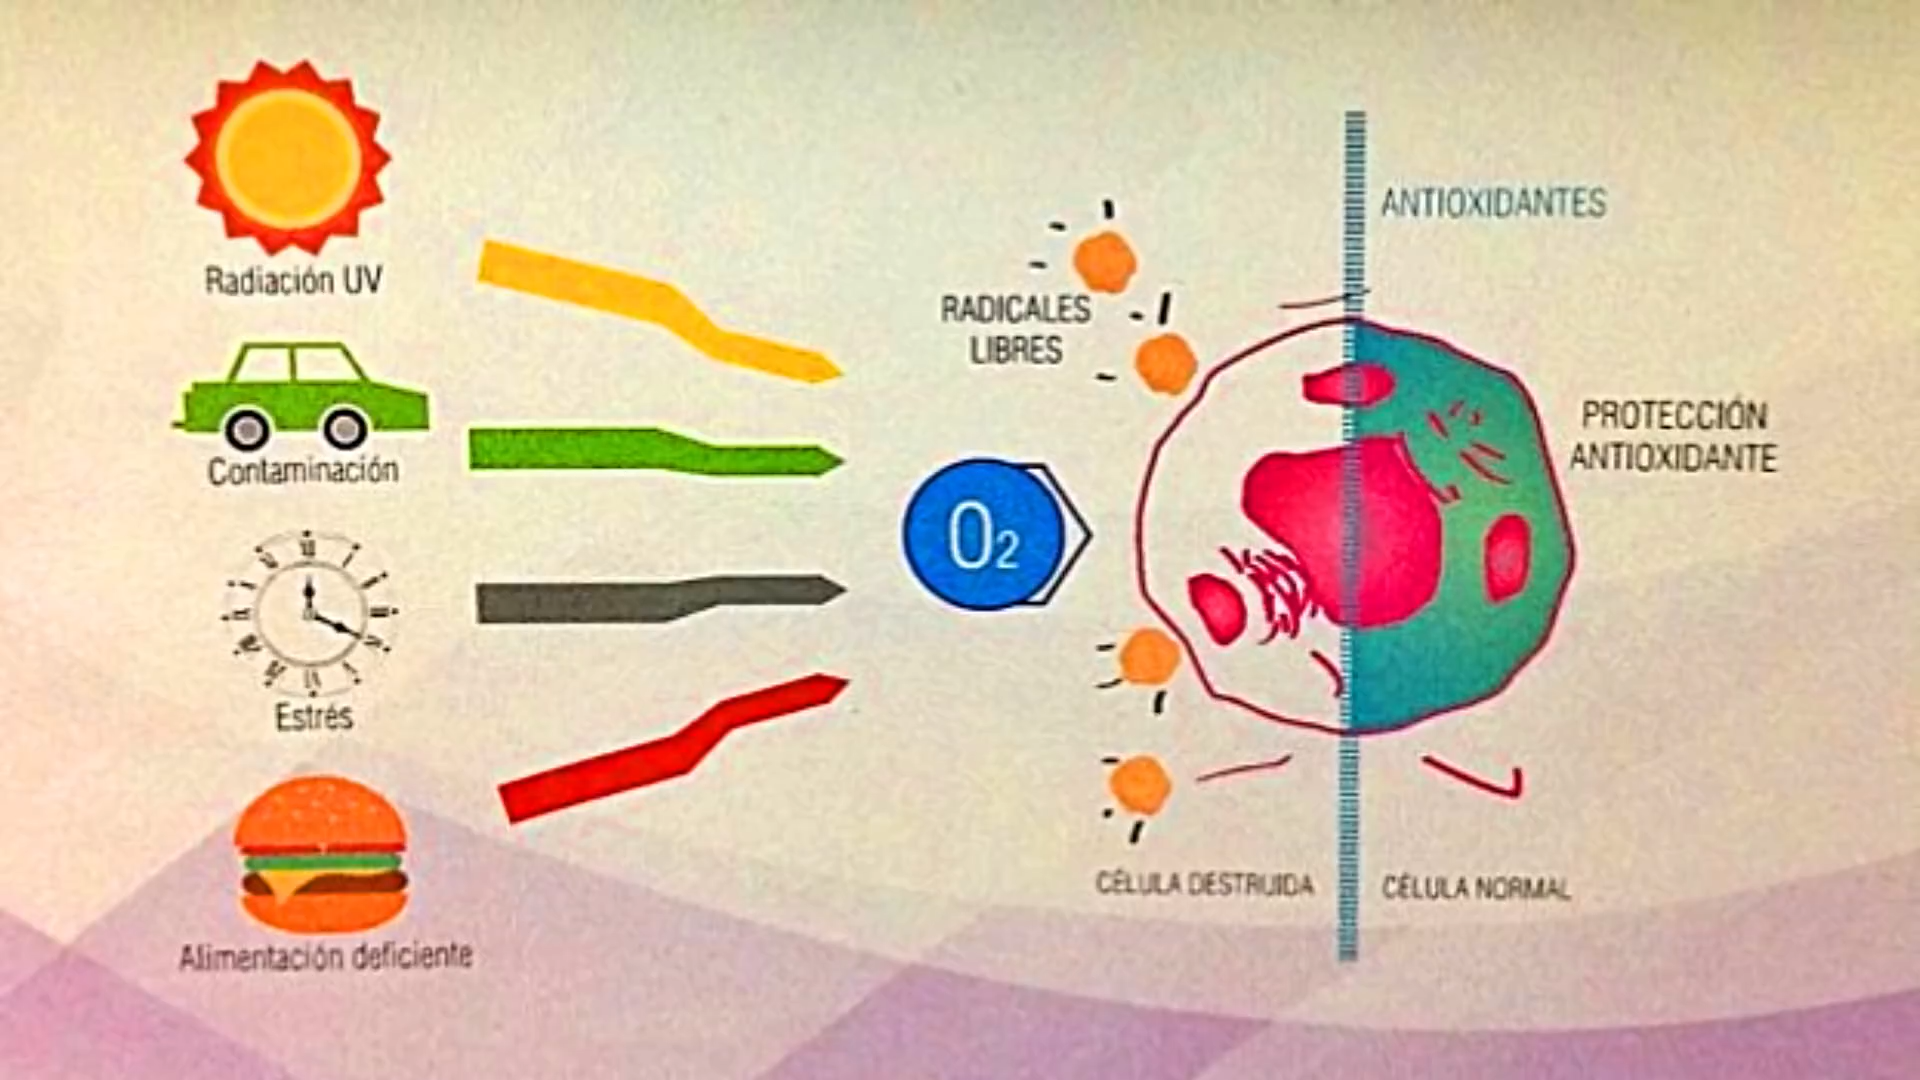 Radiación UV
Contaminación
Estrés
Alimentación deficiente
O₂
RADICALES
LIBRES
ANTIOXIDANTES
PROTECCIÓN
ANTIOXIDANTE
CÉLULA DESTRUIDA
CÉLULA NORMAL